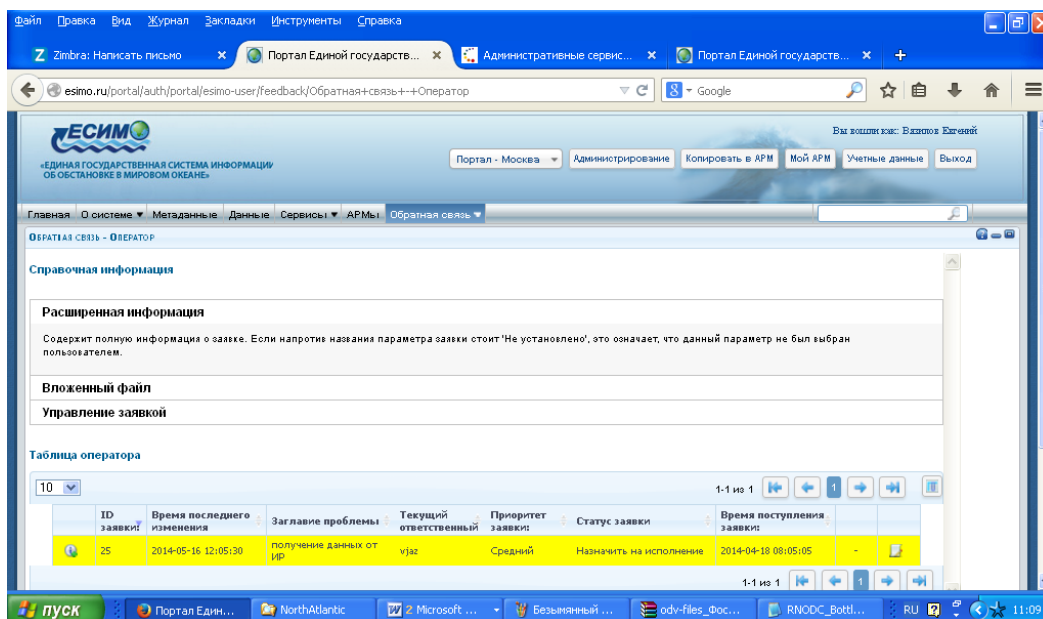 Файл Правка Вид Журнал Закладки Инструменты Справка
Zimbra: Написать письмо × Портал Единой государств... × Административные сервис... × Портал Единой государств... × +
esimo.ru/portal/auth/portal/esimo-user/feedback/Обратная+связь+-+Оператор Google
ЕСИМО
«ЕДИНАЯ ГОСУДАРСТВЕННАЯ СИСТЕМА ИНФОРМАЦИИ
ОБ ОБСТАНОВКЕ В МИРОВОМ ОКЕАНЕ»
Вы вошли как: Вязилов Евгений
Портал - Москва Администрирование Копировать в АРМ Мой АРМ Учетные данные Выход
Главная О системе Метаданные Данные Сервисы АРМы Обратная связь
ОБРАТНАЯ СВЯЗЬ - ОПЕРАТОР
Справочная информация
Расширенная информация
Содержит полную информация о заявке. Если напротив названия параметра заявки стоит 'Не установлено', это означает, что данный параметр не был выбран
пользователем.
Вложенный файл
Управление заявкой
Таблица оператора
10 1-1 из 1 1
ID заявки: Время последнего изменения Заглавие проблемы Текущий ответственный Приоритет заявки: Статус заявки Время поступления заявки:
25 2014-05-16 12:05:30 получение данных от ИР vjaz Средний Назначить на исполнение 2014-04-18 08:05:05 -
1-1 из 1 1
пуск Портал Един... NorthAtlantic 2 Microsoft ... Безымянный ... odv-files_Фос... RNODC_Bottl... RU 11:09